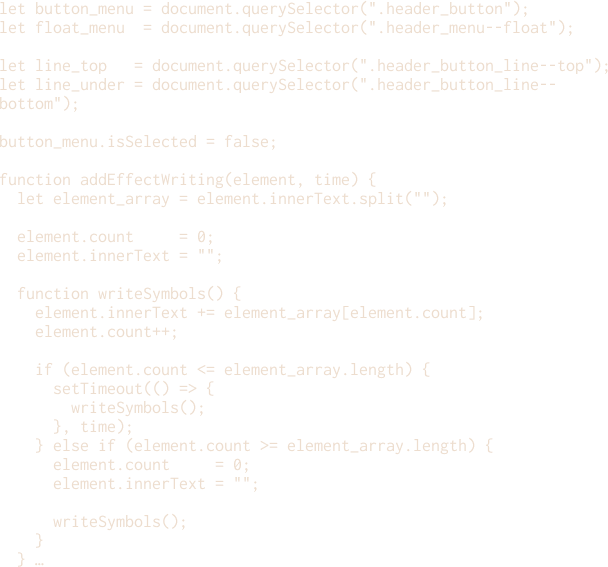 let button_menu = document.querySelector(".header_button");
let float_menu  = document.querySelector(".header_menu--float");

let line_top   = document.querySelector(".header_button_line--top");
let line_under = document.querySelector(".header_button_line--
bottom");

button_menu.isSelected = false;

function addEffectWriting(element, time) {
  let element_array = element.innerText.split("");

  element.count     = 0;
  element.innerText = "";

  function writeSymbols() {
    element.innerText += element_array[element.count];
    element.count++;

    if (element.count <= element_array.length) {
      setTimeout(() => {
        writeSymbols();
      }, time);
    } else if (element.count >= element_array.length) {
      element.count     = 0;
      element.innerText = "";

      writeSymbols();
    }
  } …